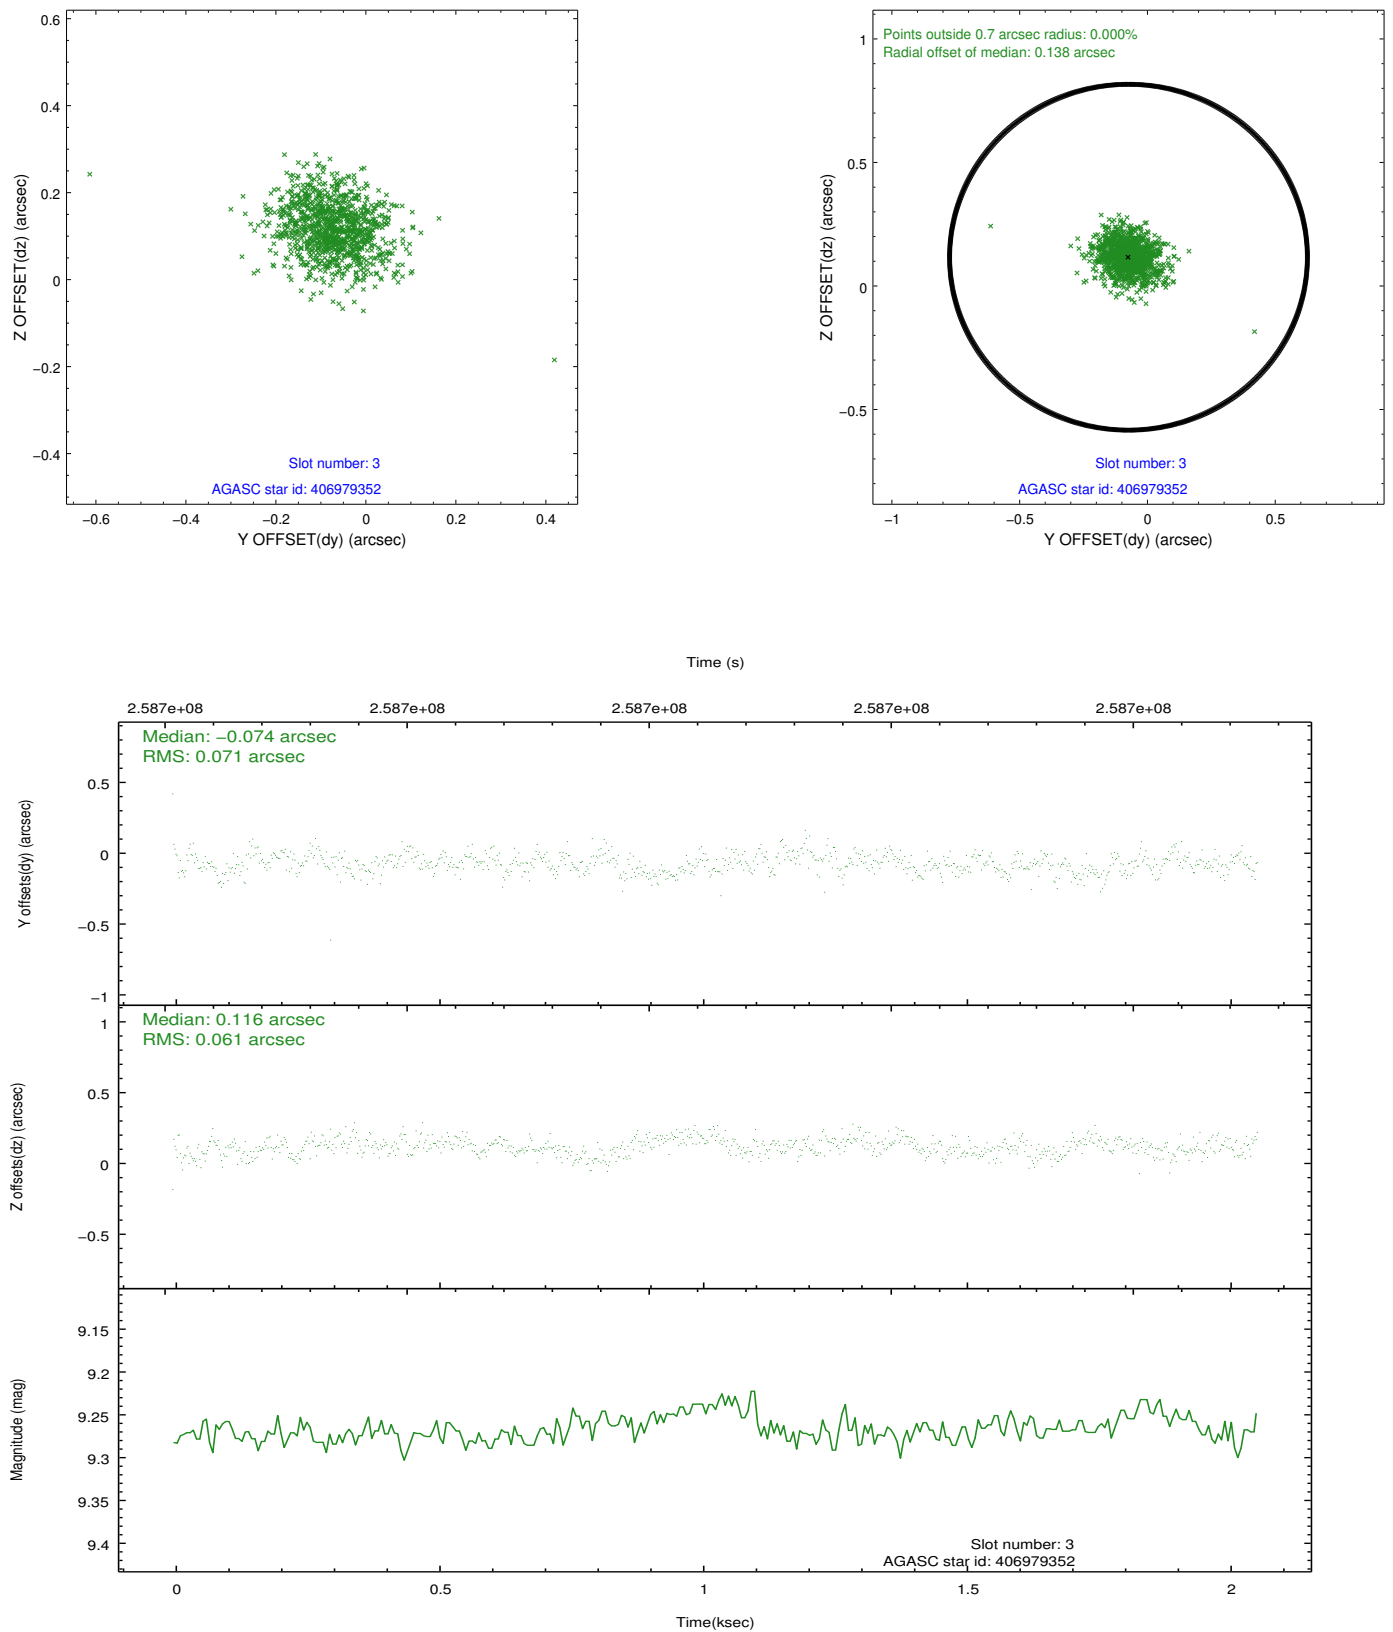 0.6
0.4
0.2
0
−0.2
−0.4
Z OFFSET(dz) (arcsec)
Slot number: 3
AGASC star id: 406979352
−0.6 −0.4 −0.2 0 0.2 0.4
Y OFFSET(dy) (arcsec)
Points outside 0.7 arcsec radius: 0.000%
Radial offset of median: 0.138 arcsec
1
0.5
0
−0.5
Z OFFSET(dz) (arcsec)
Slot number: 3
AGASC star id: 406979352
−1 −0.5 0 0.5
Y OFFSET(dy) (arcsec)
Time (s)
2.587e+08 2.587e+08 2.587e+08 2.587e+08 2.587e+08
Median: −0.074 arcsec
RMS: 0.071 arcsec
0.5
0
−0.5
−1
Y offsets(dy) (arcsec)
Median: 0.116 arcsec
RMS: 0.061 arcsec
1
0.5
0
−0.5
Z offsets(dz) (arcsec)
9.15
9.2
9.25
9.3
9.35
9.4
Magnitude (mag)
Slot number: 3
AGASC star id: 406979352
0 0.5 1 1.5 2
Time(ksec)